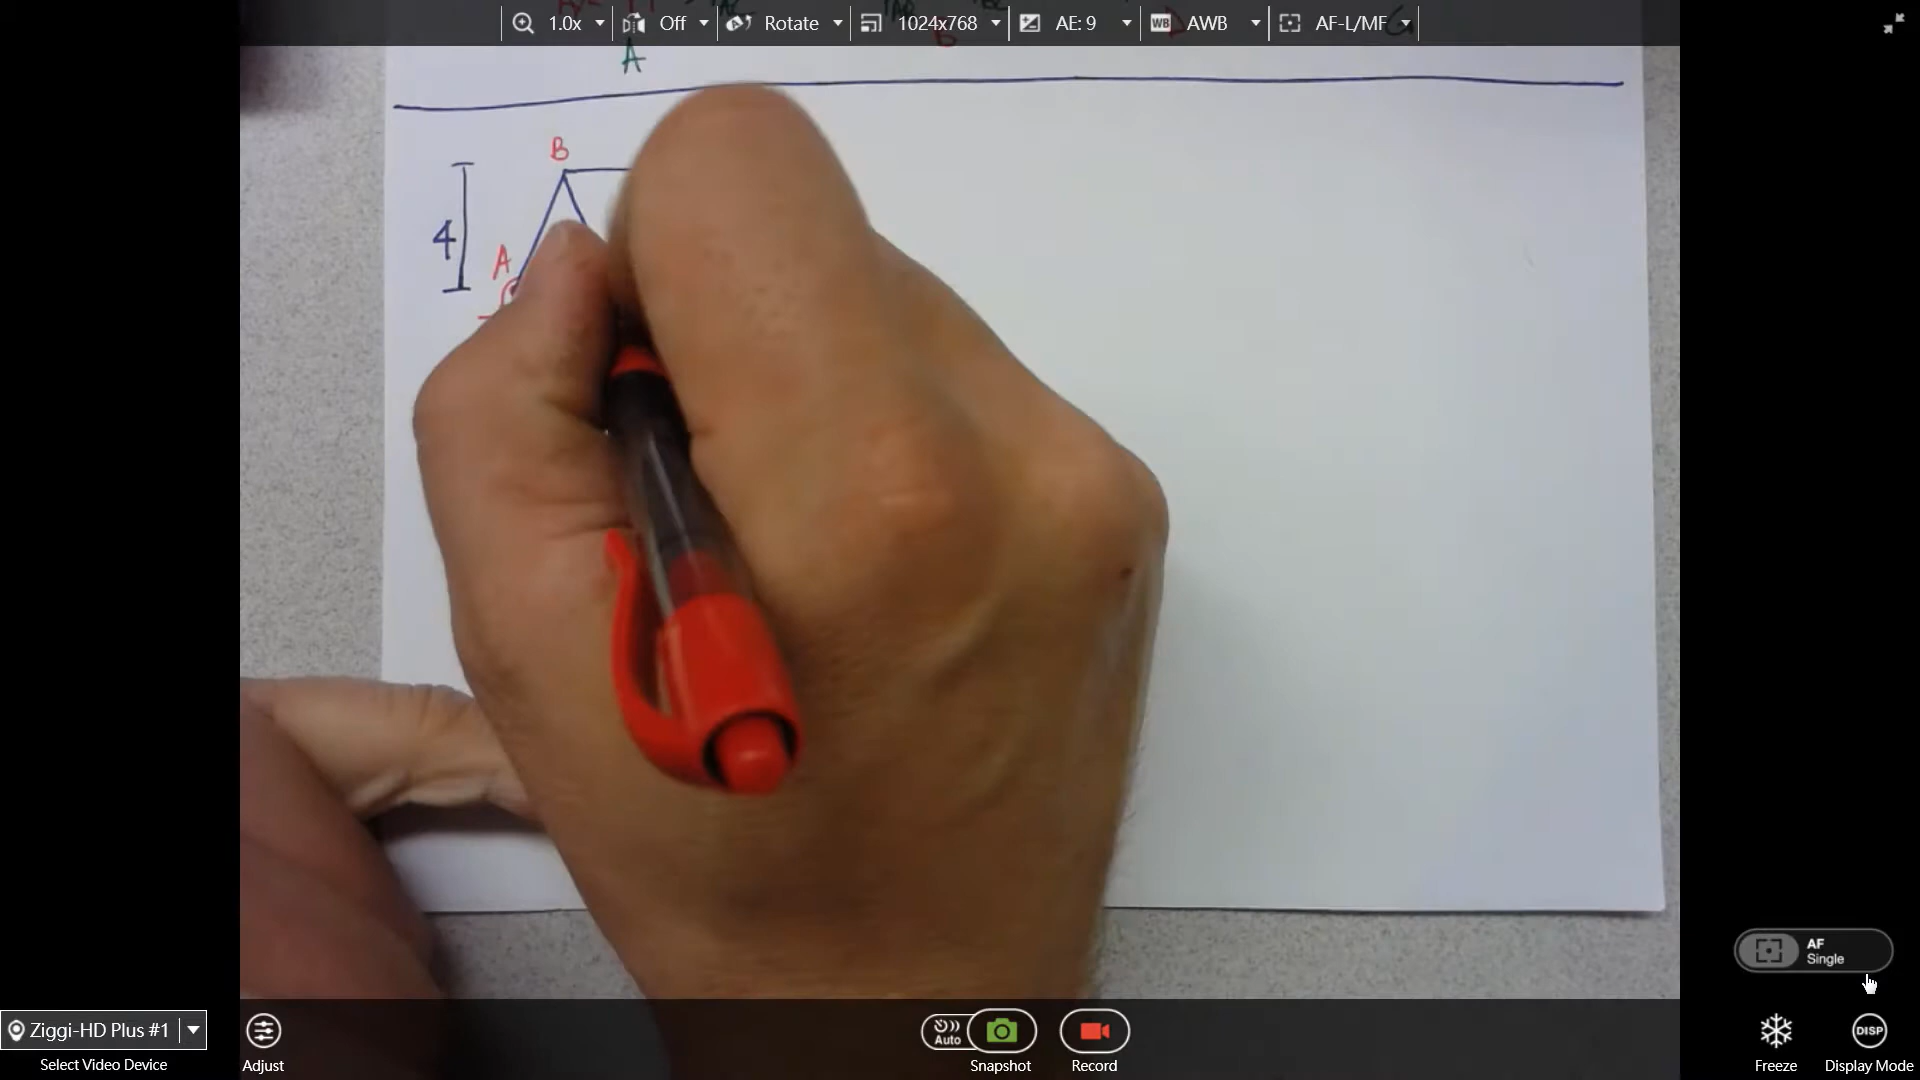 1.0x Off Rotate 1024x768 AE: 9 WB AWB AF-L/MF
A
B
4
A
AF
Single
Ziggi-HD Plus #1
Select Video Device
Adjust
Auto
Snapshot
Record
Freeze
DISP
Display Mode